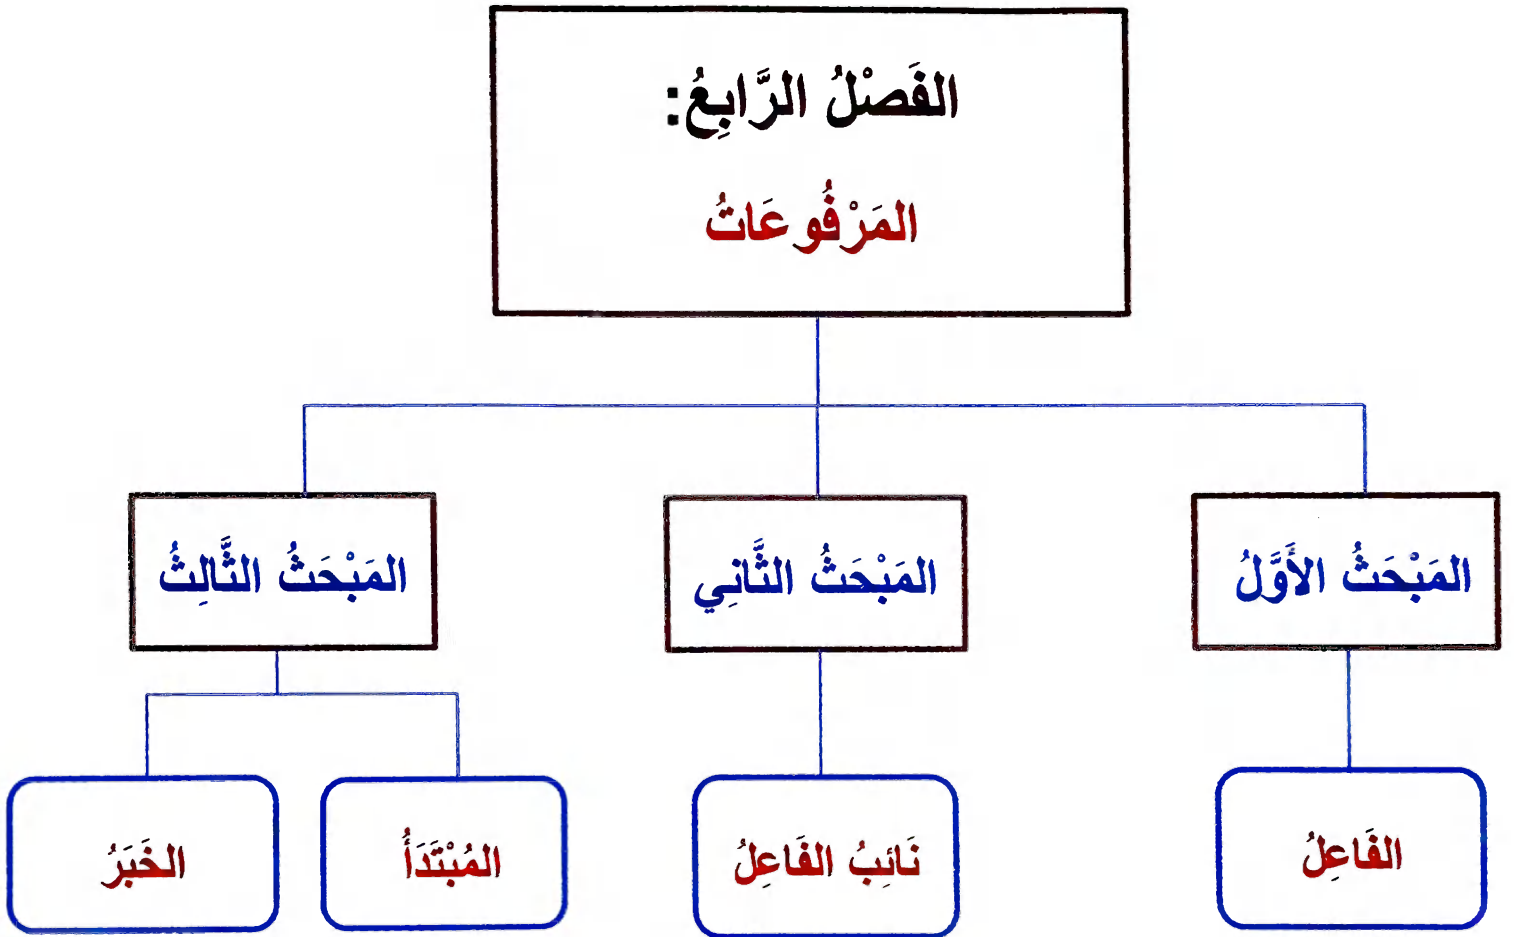 الفَصْلُ الرَّابِعُ:
المَرْفُوعَاتُ
المَبْحَثُ الأَوَّلُ
المَبْحَثُ الثَّانِي
المَبْحَثُ الثَّالِثُ
الفَاعِلُ
نَائِبُ الفَاعِلُ
المُبْتَدَأُ
الخَبَرُ